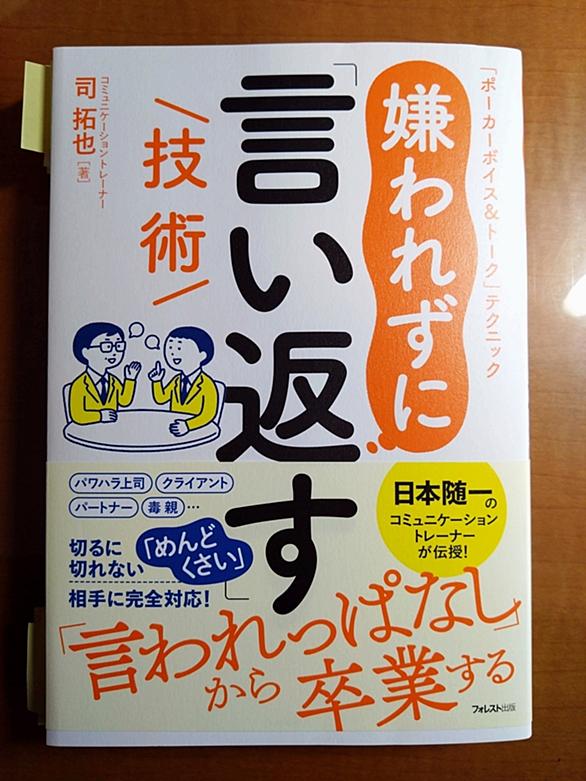 「ポーカーボイス&トーク」テクニック
嫌われずに
「言い返す」
技術
コミュニケーショントレーナー
司 拓也[著]
パワハラ上司
クライアント
パートナー
毒親…
切るに
切れない
「めんど
くさい」
相手に完全対応!
日本随一の
コミュニケーション
トレーナー
が伝授!
「言われっぱなし」
から卒業する
フォレスト出版